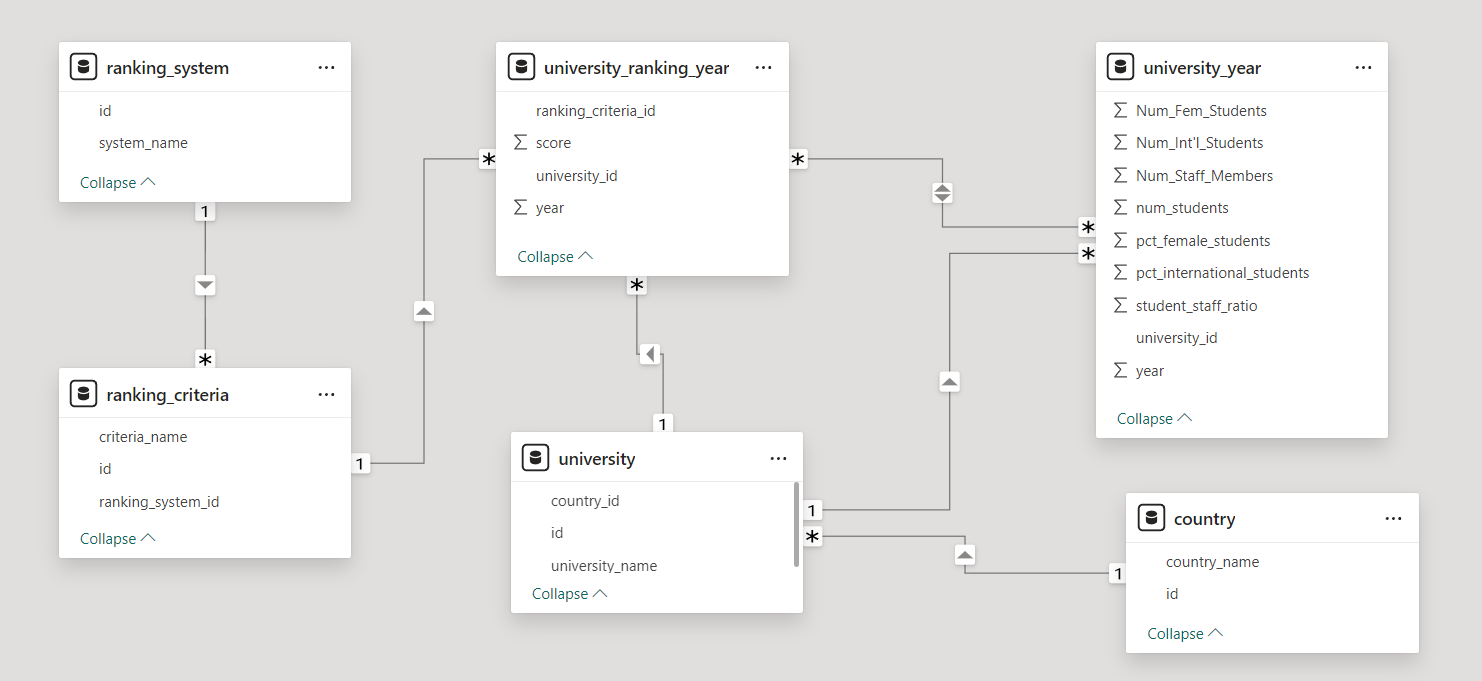 ranking_system
id
system_name
Collapse
1
*
ranking_criteria
criteria_name
id
ranking_system_id
Collapse
1
*
university_ranking_year
ranking_criteria_id
Σ score
university_id
Σ year
Collapse
*
*
1
university
country_id
id
university_name
Collapse
1
*
*
*
university_year
Σ Num_Fem_Students
Σ Num_Int'l_Students
Σ Num_Staff_Members
Σ num_students
Σ pct_female_students
Σ pct_international_students
Σ student_staff_ratio
university_id
Σ year
Collapse
1
country
country_name
id
Collapse